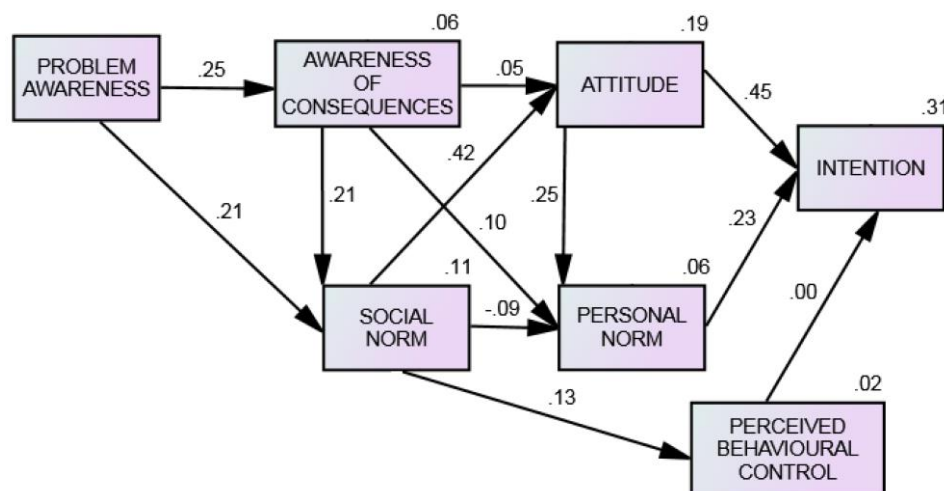 .06
.19
PROBLEM
AWARENESS
.25
AWARENESS
OF
CONSEQUENCES
.05
ATTITUDE
.45
.31
INTENTION
.42
.21
.21
.10
.25
.23
.11
.06
.00
SOCIAL
NORM
-.09
PERSONAL
NORM
.13
.02
PERCEIVED
BEHAVIOURAL
CONTROL